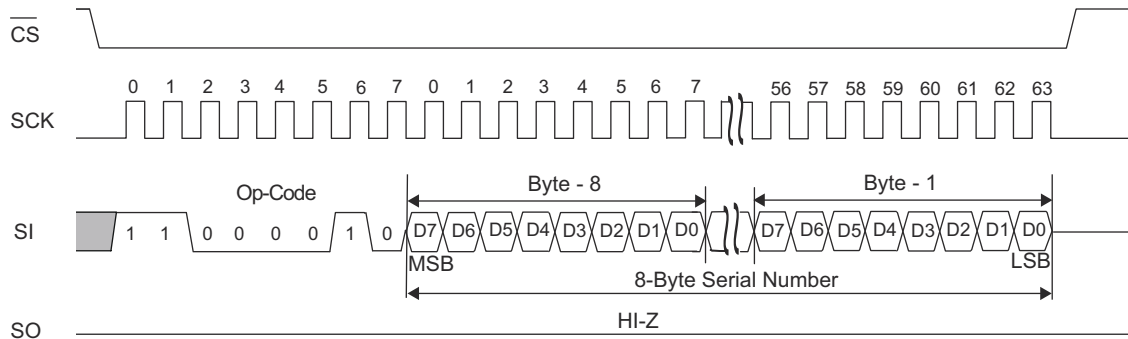 CS
0 1 2 3 4 5 6 7 0 1 2 3 4 5 6 7 56 57 58 59 60 61 62 63
SCK
Op-Code Byte - 8 Byte - 1
SI 1 1 0 0 0 0 1 0 D7 D6 D5 D4 D3 D2 D1 D0 D7 D6 D5 D4 D3 D2 D1 D0
MSB LSB
8-Byte Serial Number
HI-Z
SO